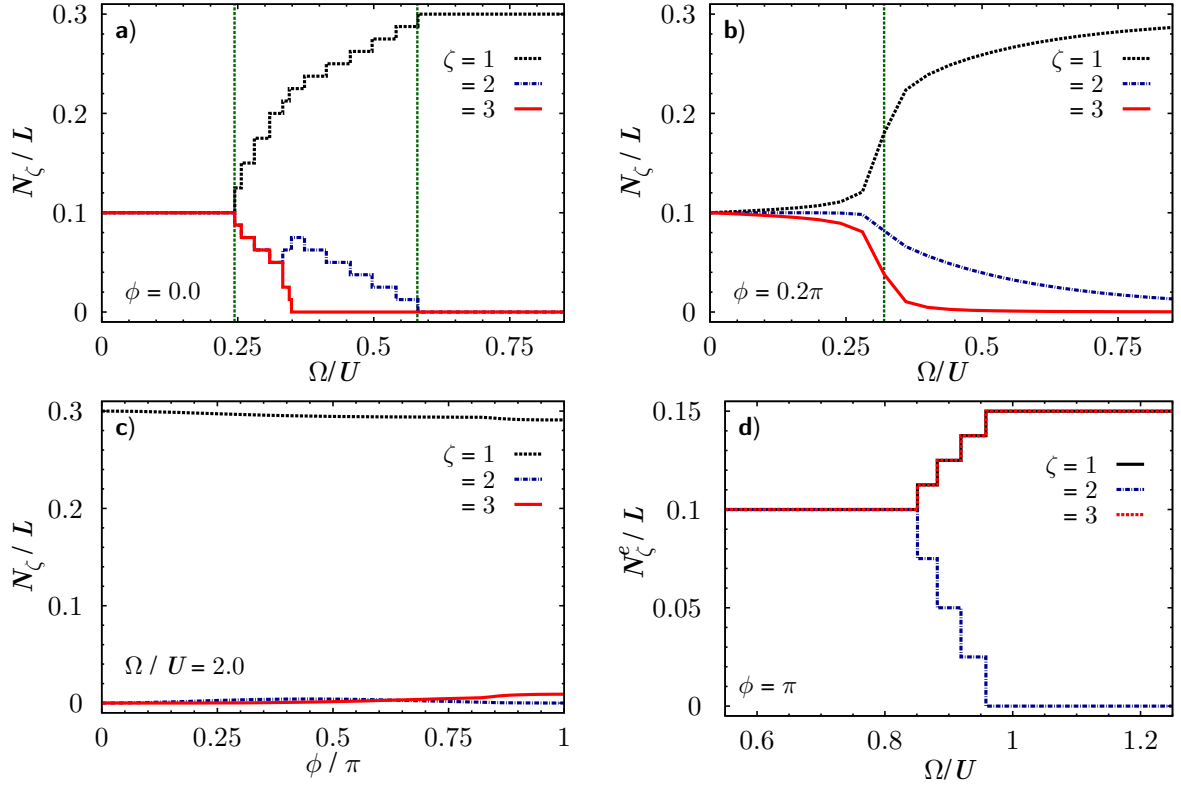 a)
ζ = 1
= 2
= 3
N_ζ / L
0.3
0.2
0.1
0
ϕ = 0.0
0 0.25 0.5 0.75
Ω/U
b)
ζ = 1
= 2
= 3
N_ζ / L
0.3
0.2
0.1
0
ϕ = 0.2π
0 0.25 0.5 0.75
Ω/U
c)
ζ = 1
= 2
= 3
N_ζ / L
0.3
0.2
0.1
0
Ω / U = 2.0
0 0.25 0.5 0.75 1
ϕ / π
d)
ζ = 1
= 2
= 3
N_ζ^e / L
0.15
0.1
0.05
0
ϕ = π
0.6 0.8 1 1.2
Ω/U